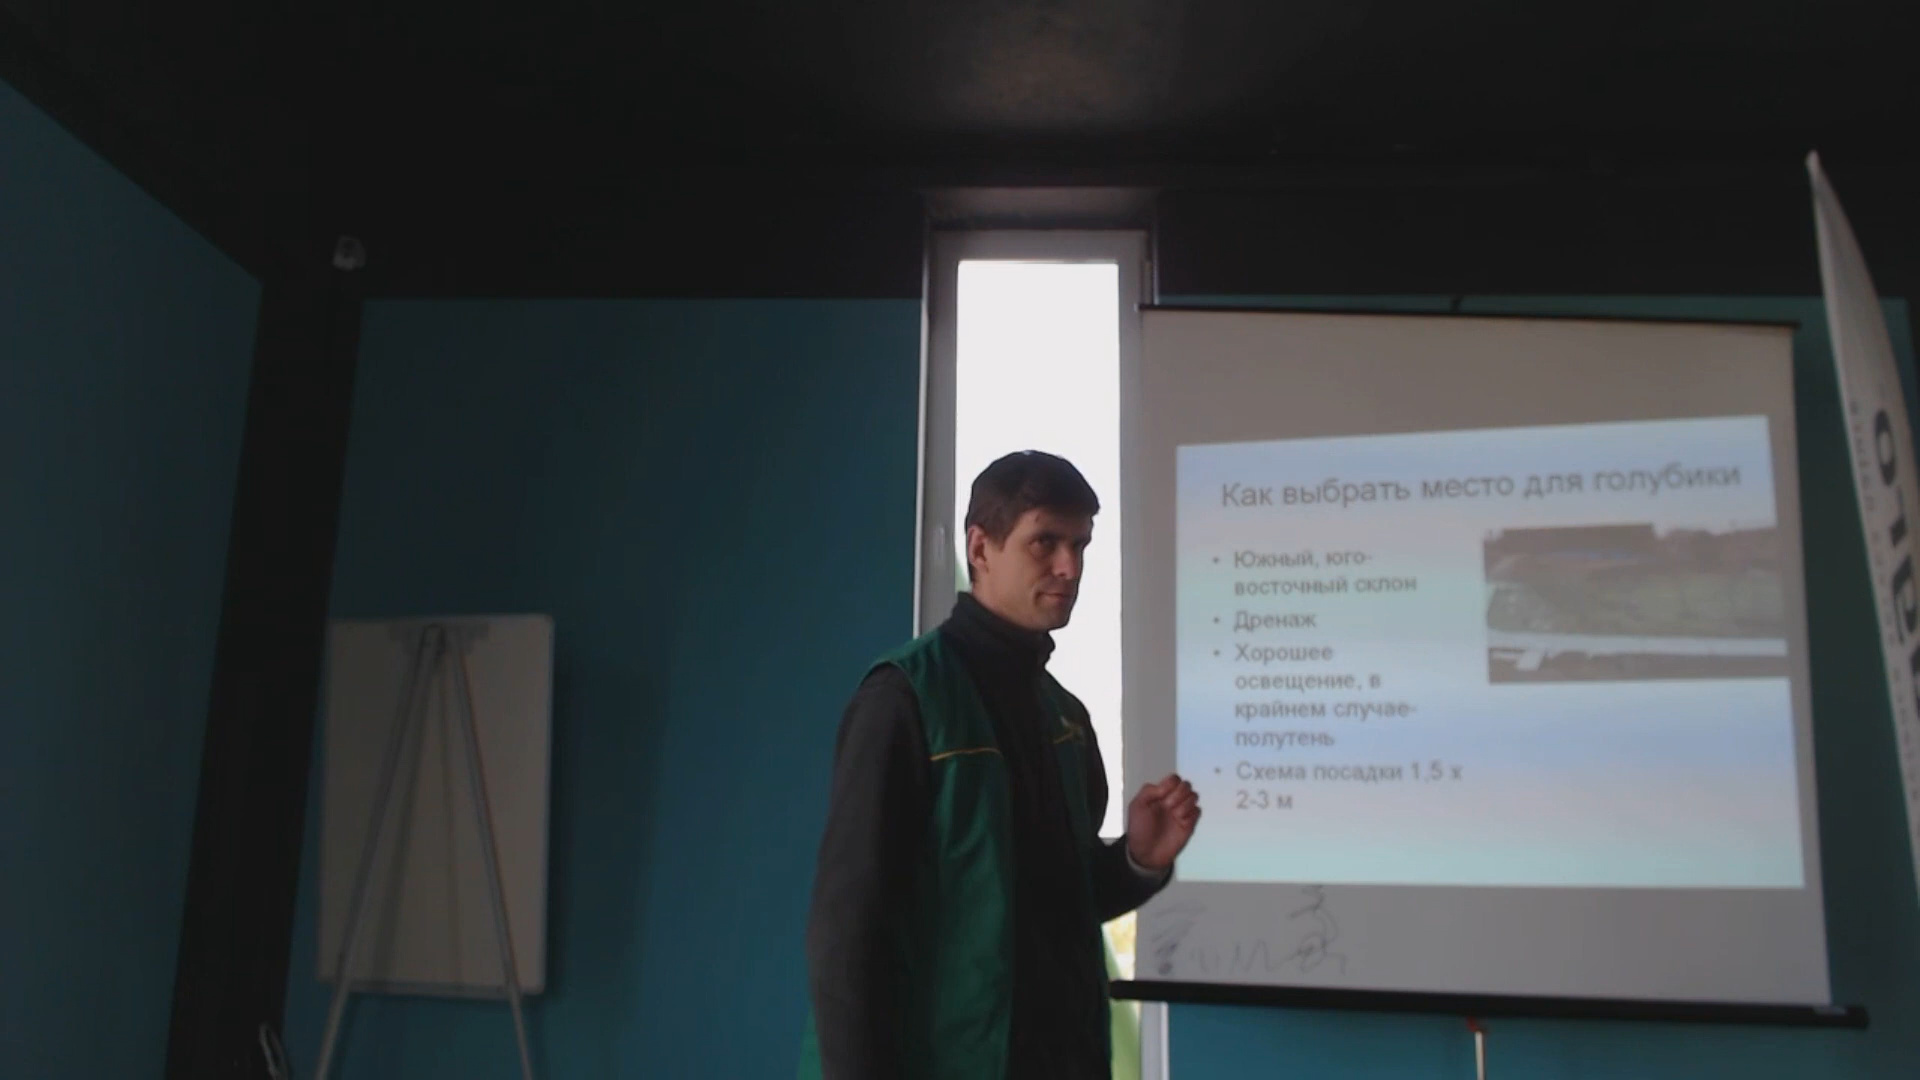 Как выбрать место для голубики
• Южный, юго-
восточный склон
• Дренаж
• Хорошее
освещение, в
крайнем случае-
полутень
• Схема посадки 1,5 х
2-3 м